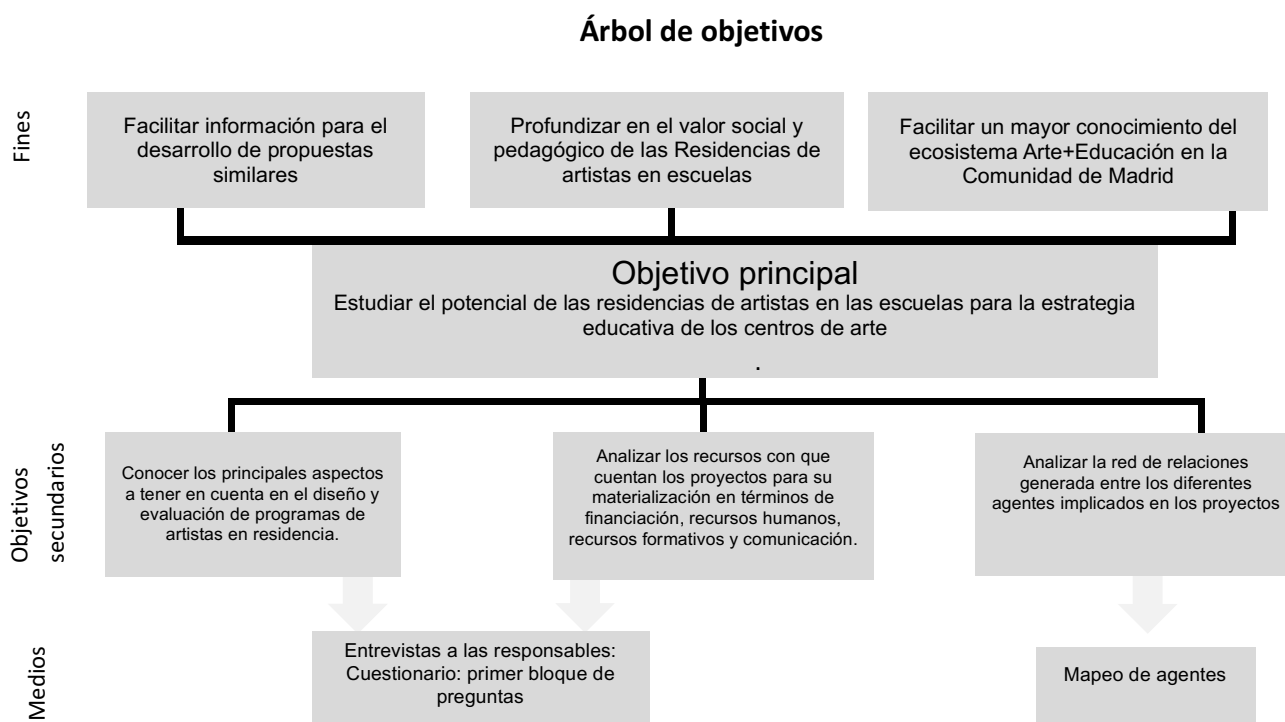 Árbol de objetivos
Fines
Facilitar información para el
desarrollo de propuestas
similares
Profundizar en el valor social y
pedagógico de las Residencias de
artistas en escuelas
Facilitar un mayor conocimiento del
ecosistema Arte+Educación en la
Comunidad de Madrid
Objetivo principal
Estudiar el potencial de las residencias de artistas en las escuelas para la estrategia
educativa de los centros de arte
.
Objetivos
secundarios
Conocer los principales aspectos
a tener en cuenta en el diseño y
evaluación de programas de
artistas en residencia.
Analizar los recursos con que
cuentan los proyectos para su
materialización en términos de
financiación, recursos humanos,
recursos formativos y comunicación.
Analizar la red de relaciones
generada entre los diferentes
agentes implicados en los proyectos
Medios
Entrevistas a las responsables:
Cuestionario: primer bloque de
preguntas
Mapeo de agentes